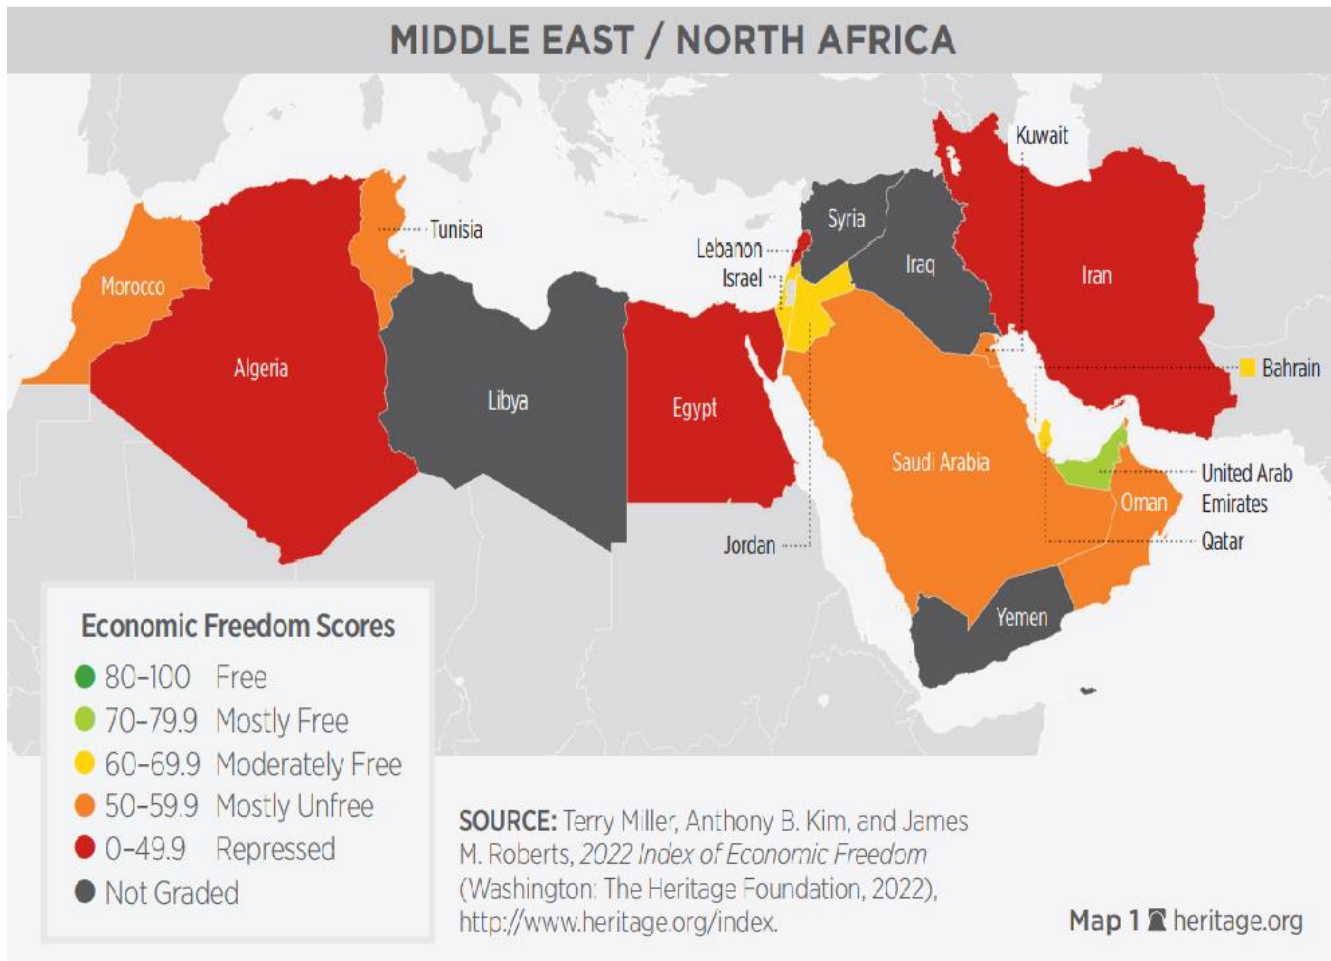 MIDDLE EAST / NORTH AFRICA
Kuwait
Syria
Tunisia
Lebanon
Iraq
Iran
Israel
Morocco
Algeria
Bahrain
Libya
Egypt
Saudi Arabia
United Arab
Emirates
Oman
Jordan
Qatar
Yemen
Economic Freedom Scores
80–100 Free
70–79.9 Mostly Free
60–69.9 Moderately Free
50–59.9 Mostly Unfree
0–49.9 Repressed
Not Graded
SOURCE: Terry Miller, Anthony B. Kim, and James
M. Roberts, 2022 Index of Economic Freedom
(Washington: The Heritage Foundation, 2022),
http://www.heritage.org/index.
Map 1 heritage.org